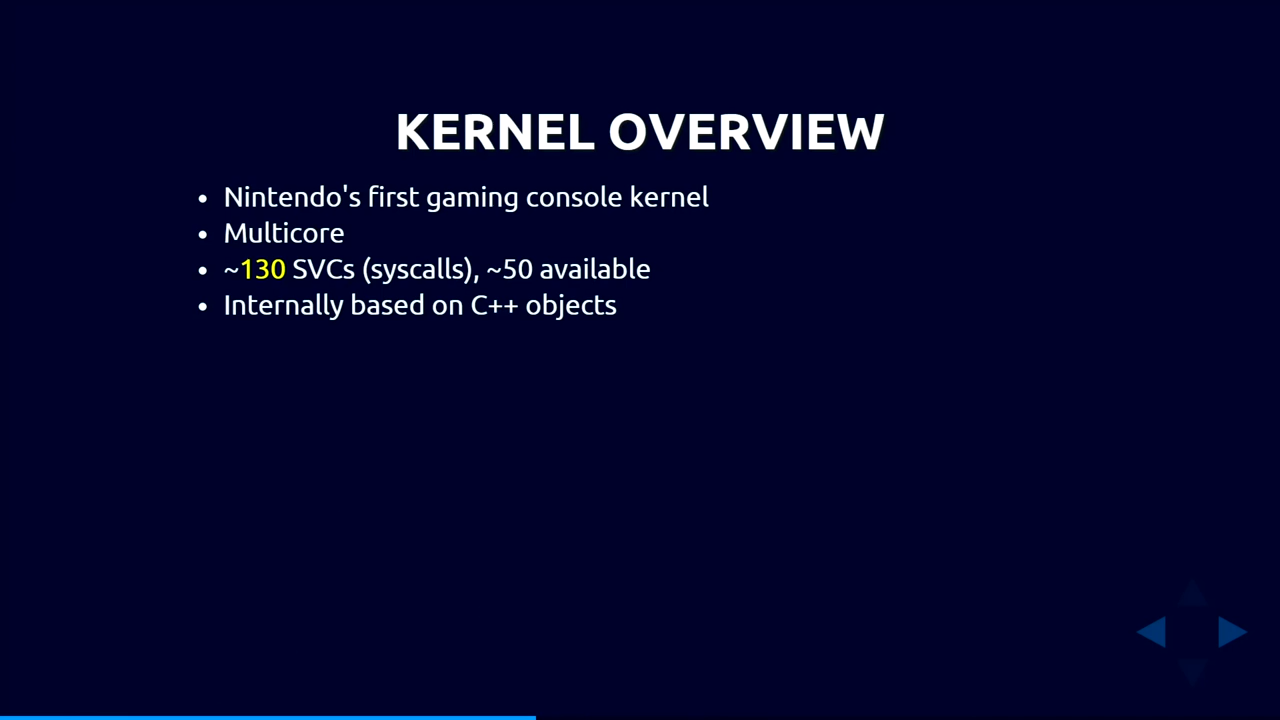 KERNEL OVERVIEW
• Nintendo's first gaming console kernel
• Multicore
• ~130 SVCs (syscalls), ~50 available
• Internally based on C++ objects